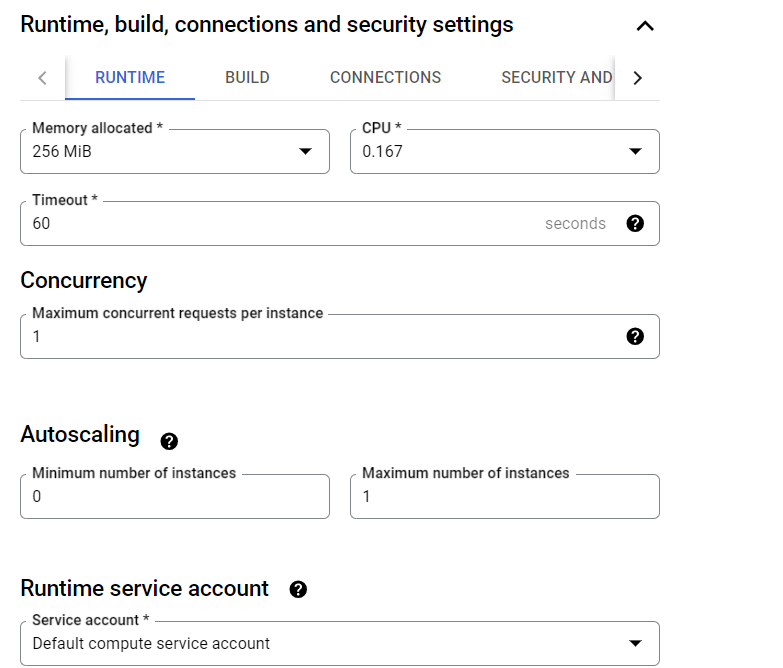 Runtime, build, connections and security settings
RUNTIME BUILD CONNECTIONS SECURITY AND
Memory allocated * CPU *
256 MiB 0.167
Timeout *
60 seconds
Concurrency
Maximum concurrent requests per instance
1
Autoscaling
Minimum number of instances Maximum number of instances
0 1
Runtime service account
Service account *
Default compute service account